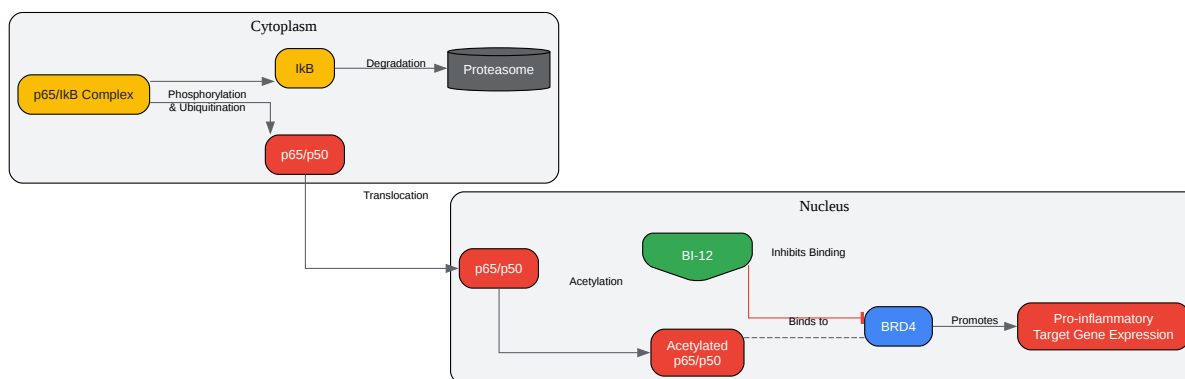 Cytoplasm
IkB
Degradation
Proteasome
p65/IkB Complex
Phosphorylation
& Ubiquitination
p65/p50
Translocation
Nucleus
p65/p50
Acetylation
BI-12
Inhibits Binding
Acetylated
p65/p50
Binds to
BRD4
Promotes
Pro-inflammatory
Target Gene Expression